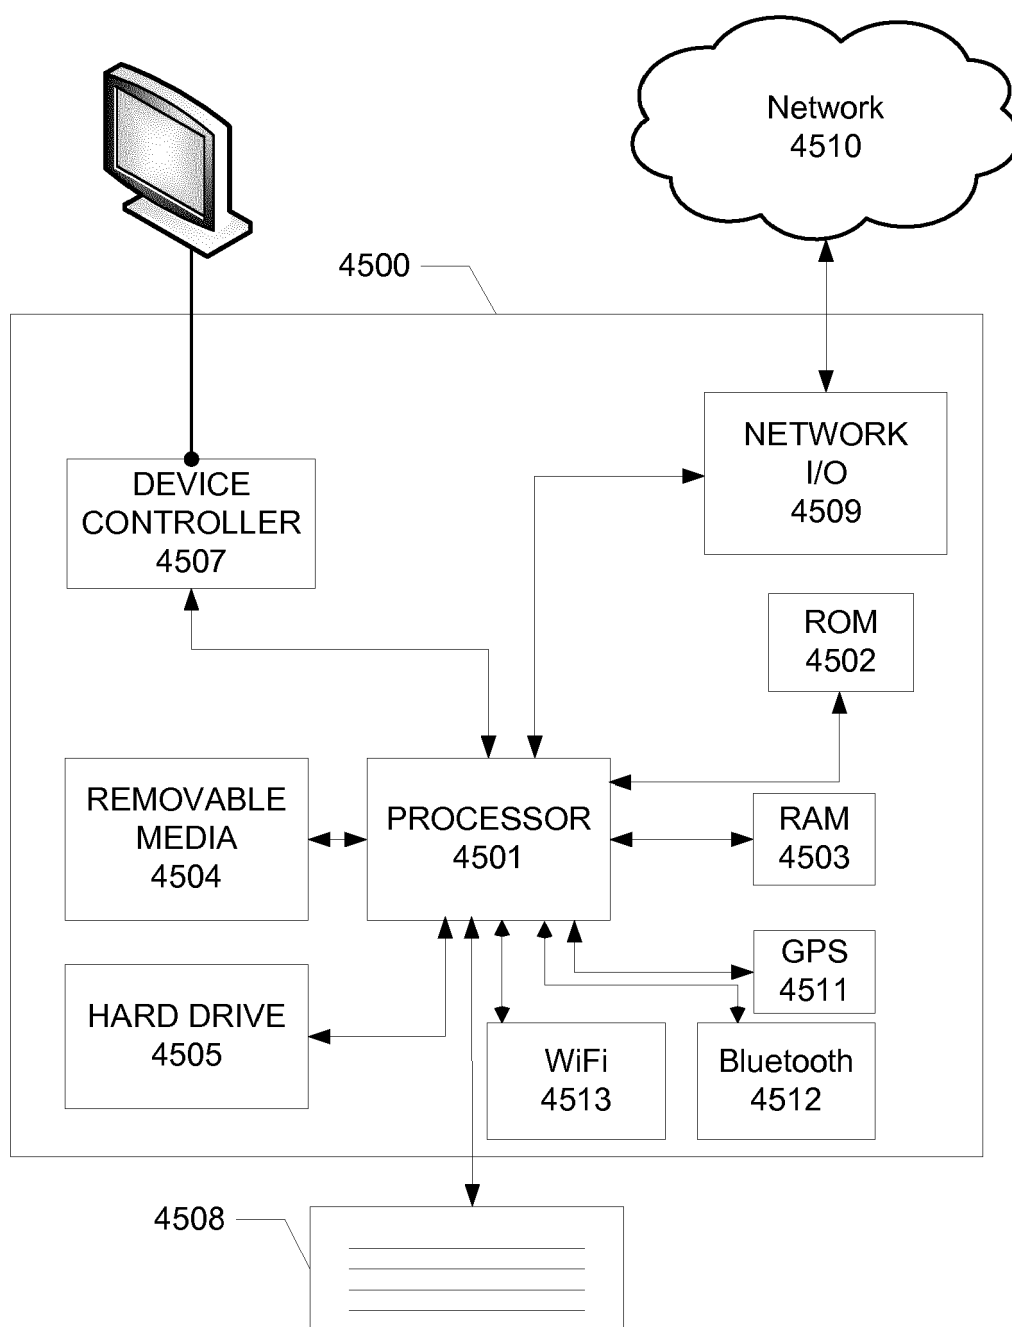 Network
4510
4500
NETWORK
I/O
4509
DEVICE
CONTROLLER
4507
ROM
4502
REMOVABLE
MEDIA
4504
PROCESSOR
4501
RAM
4503
GPS
4511
HARD DRIVE
4505
WiFi
4513
Bluetooth
4512
4508